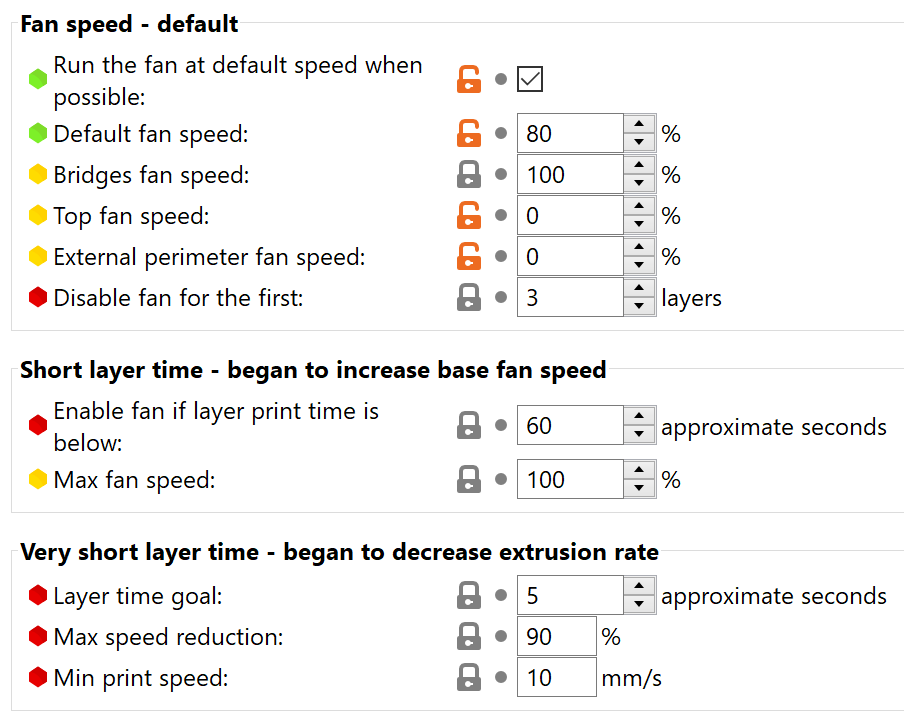 Fan speed - default
Run the fan at default speed when
possible:
Default fan speed: 80 %
Bridges fan speed: 100 %
Top fan speed: 0 %
External perimeter fan speed: 0 %
Disable fan for the first: 3 layers
Short layer time - began to increase base fan speed
Enable fan if layer print time is
below: 60 approximate seconds
Max fan speed: 100 %
Very short layer time - began to decrease extrusion rate
Layer time goal: 5 approximate seconds
Max speed reduction: 90 %
Min print speed: 10 mm/s